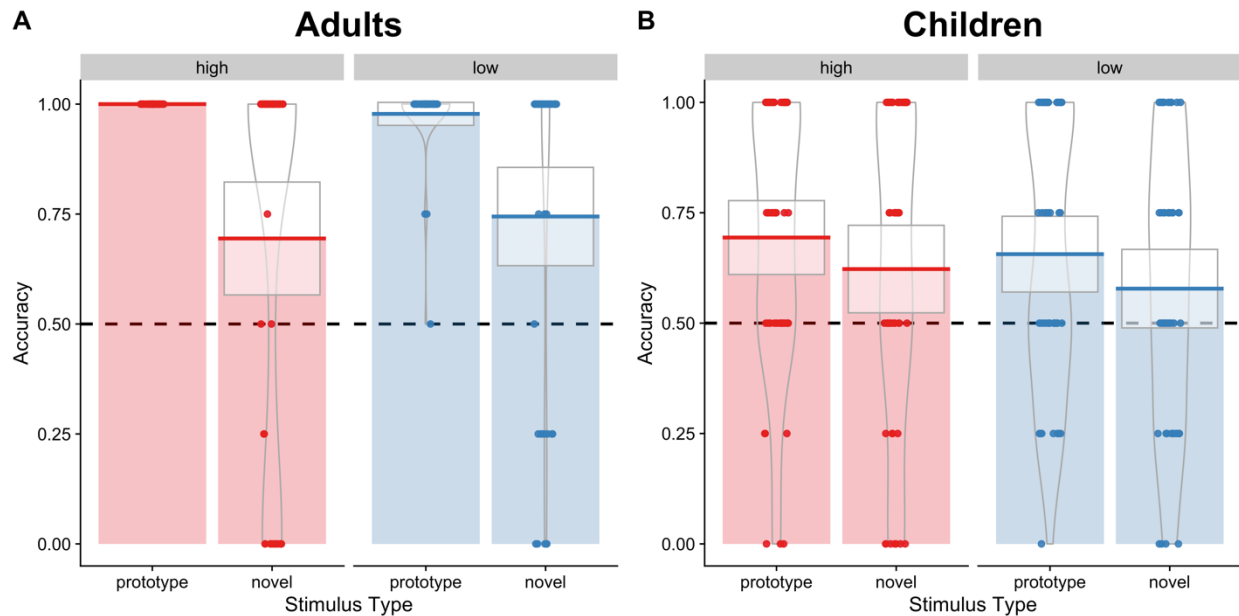 A
Adults
high
low
Accuracy
1.00
0.75
0.50
0.25
0.00
prototype
novel
prototype
novel
Stimulus Type
B
Children
high
low
Accuracy
1.00
0.75
0.50
0.25
0.00
prototype
novel
prototype
novel
Stimulus Type